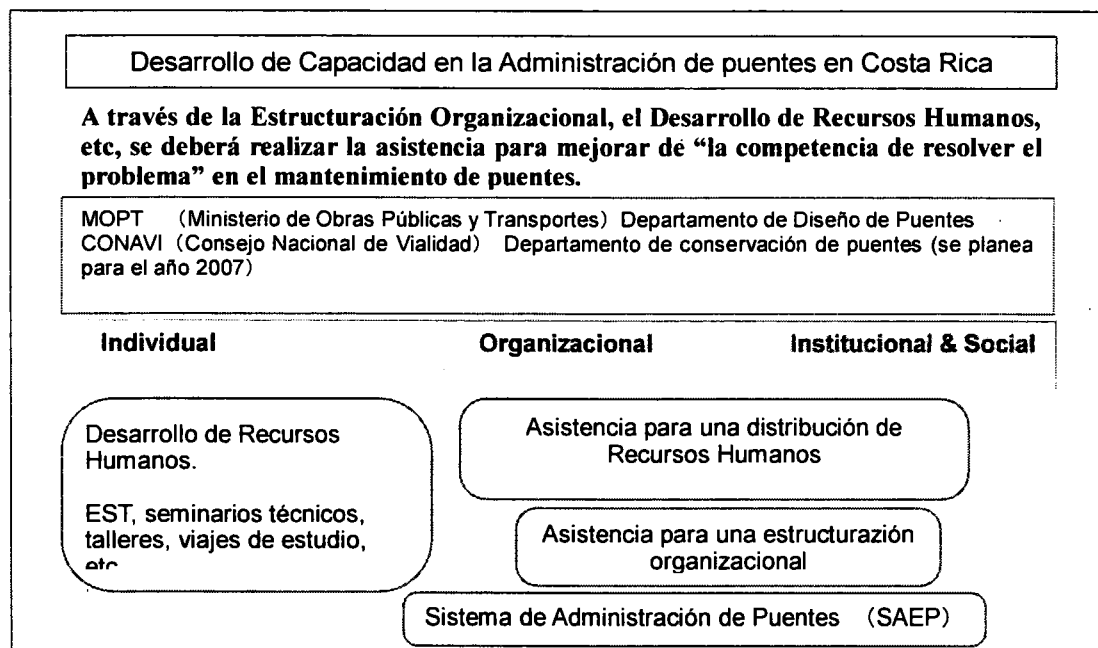 Desarrollo de Capacidad en la Administración de puentes en Costa Rica
A través de la Estructuración Organizacional, el Desarrollo de Recursos Humanos,
etc, se deberá realizar la asistencia para mejorar de “la competencia de resolver el
problema” en el mantenimiento de puentes.
MOPT （Ministerio de Obras Públicas y Transportes）Departamento de Diseño de Puentes
CONAVI（Consejo Nacional de Vialidad） Departamento de conservación de puentes (se planea
para el año 2007)
Individual Organizacional Institucional & Social
Desarrollo de Recursos
Humanos.
EST, seminarios técnicos,
talleres, viajes de estudio,
etc
Asistencia para una distribución de
Recursos Humanos
Asistencia para una estructurazión
organizacional
Sistema de Administración de Puentes （SAEP）